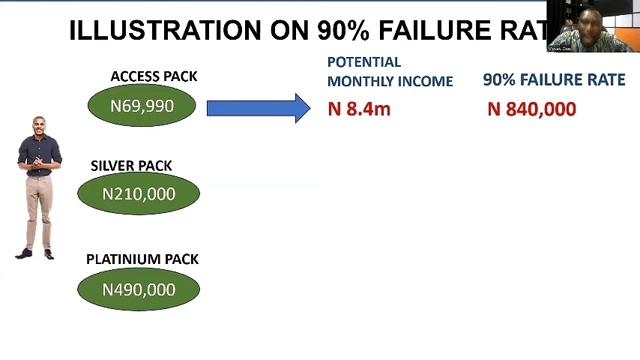 ILLUSTRATION ON 90% FAILURE RAT
ACCESS PACK
N69,990
POTENTIAL
MONTHLY INCOME
N 8.4m
90% FAILURE RATE
N 840,000
SILVER PACK
N210,000
PLATINIUM PACK
N490,000